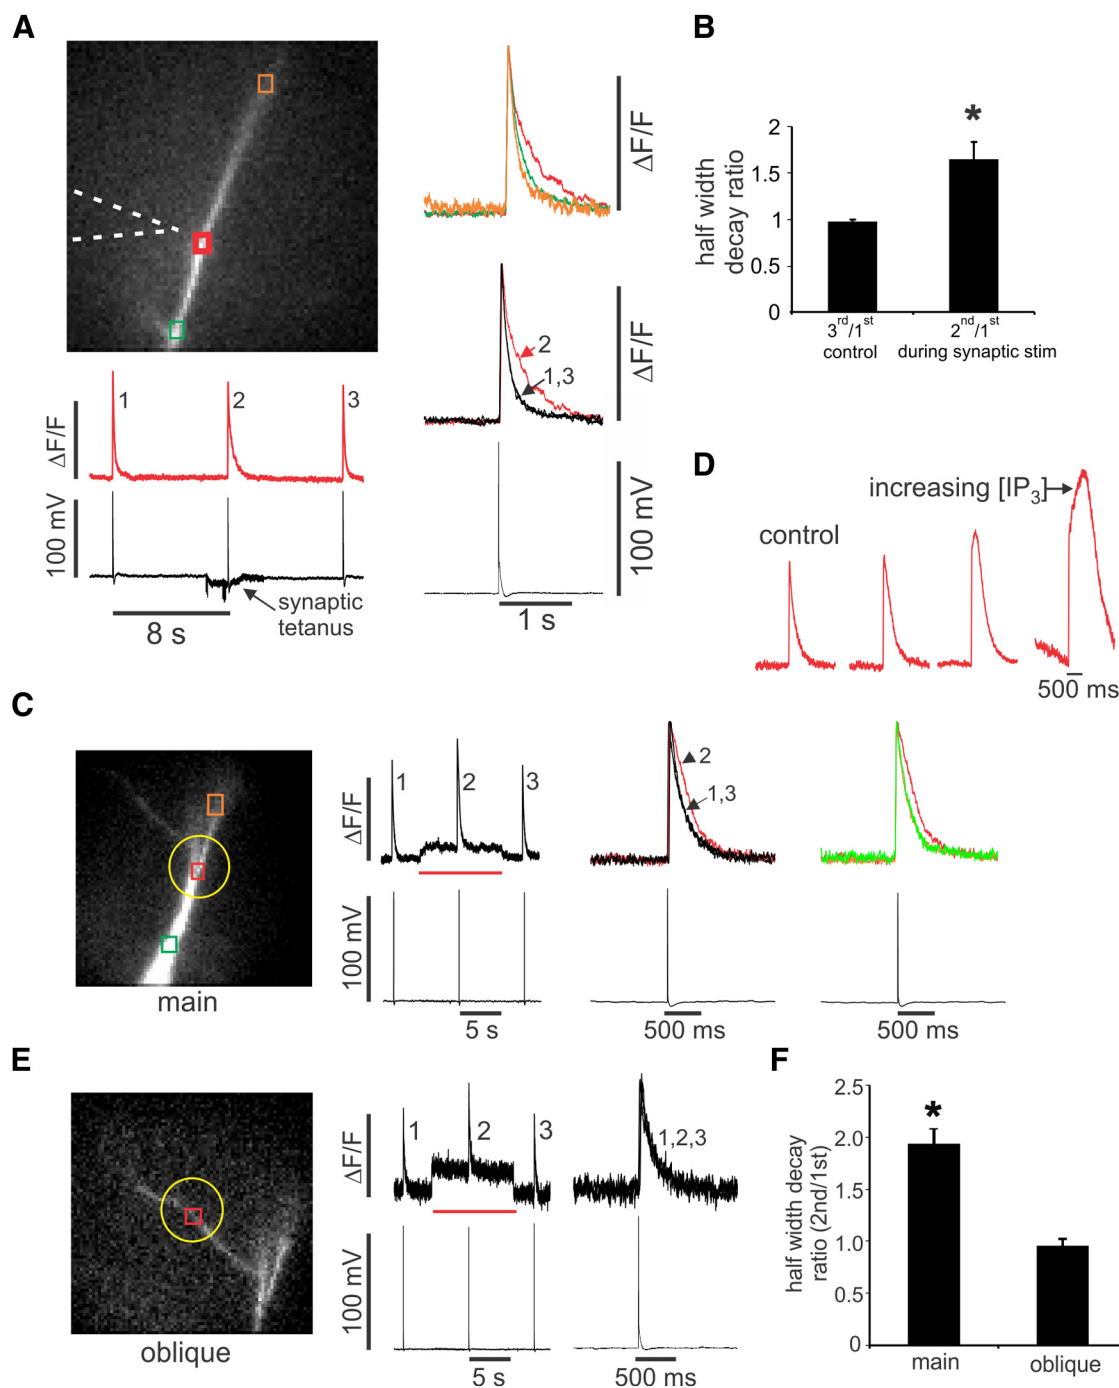 A
ΔF/F
ΔF/F
100 mV
1 s
1
2
3
ΔF/F
100 mV
8 s
synaptic
tetanus
2
1,3
B
half width
decay ratio
2
1.5
1
0.5
0
3rd/1st
control
2nd/1st
during synaptic stim
*
D
increasing [IP3]
control
500 ms
C
main
ΔF/F
1
2
3
100 mV
5 s
2
1,3
500 ms
500 ms
E
oblique
ΔF/F
1
2
3
100 mV
5 s
1,2,3
500 ms
F
half width decay
ratio (2nd/1st)
2.5
2.0
1.5
1.0
0.5
0
*
main
oblique